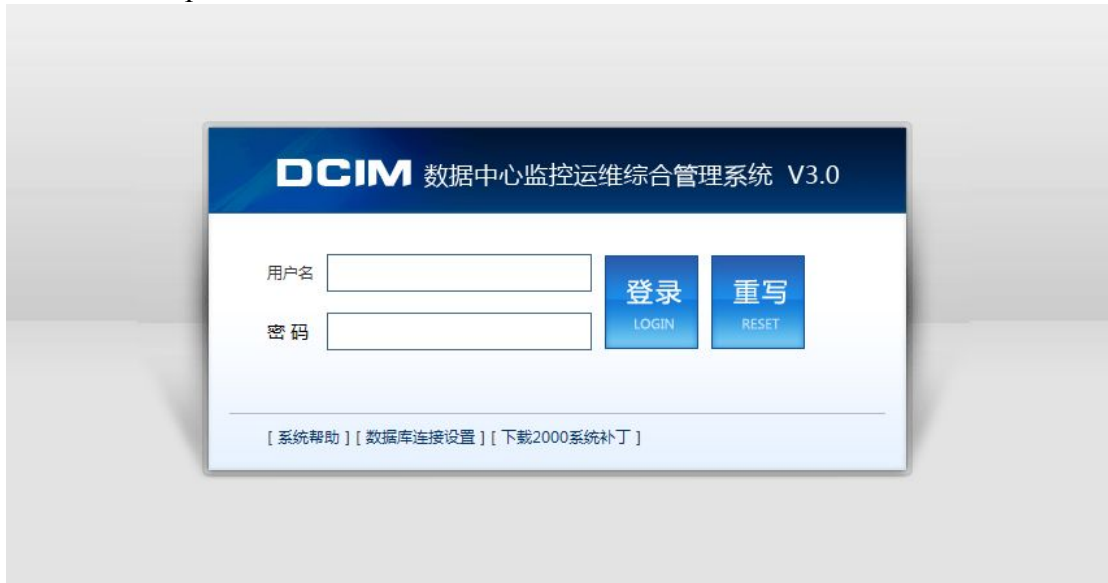 DCIM 数据中心监控运维综合管理系统 V3.0
用户名
登录
LOGIN
重写
RESET
密 码
[ 系统帮助 ] [ 数据库连接设置 ] [ 下载2000系统补丁 ]